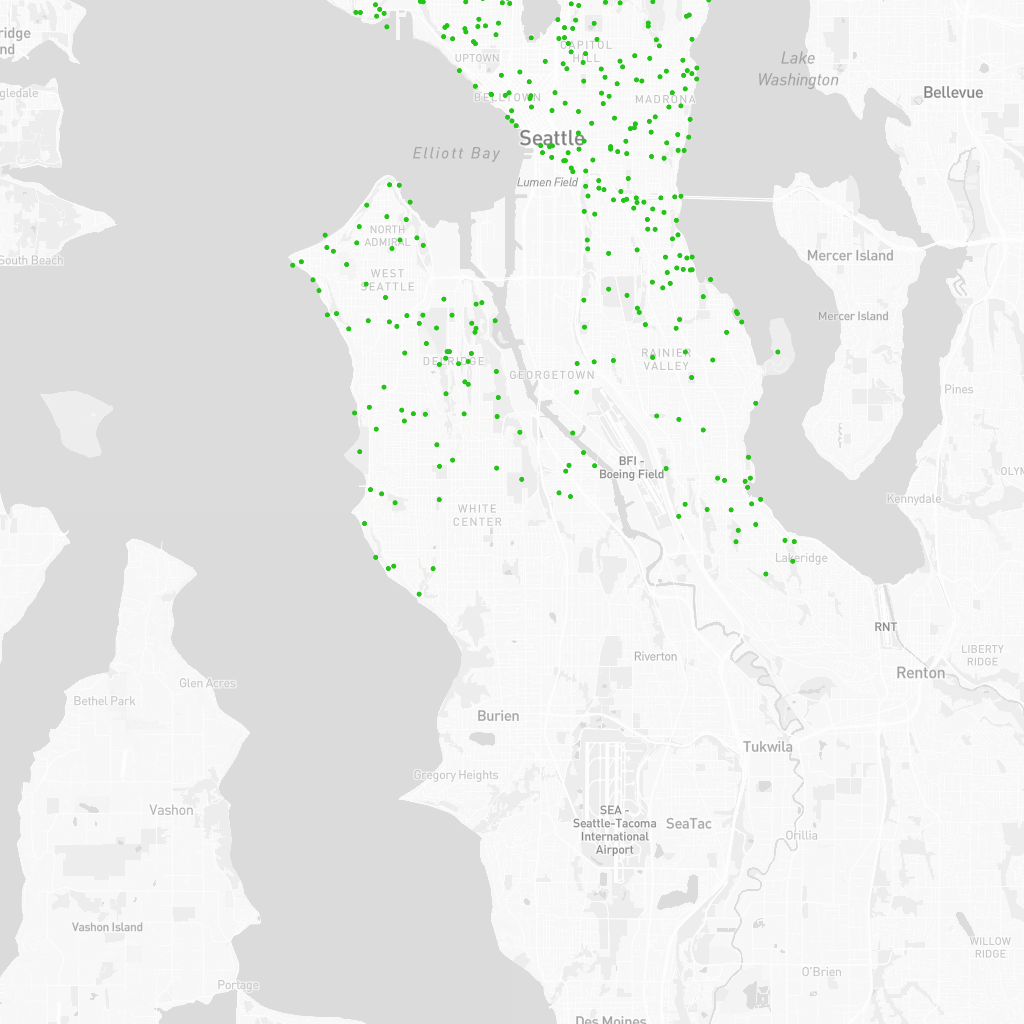 ridge
nd
CAPITOL
HILL
UPTOWN
Lake
Washington
gledale
BELLTOWN
MADRONA
Bellevue
Seattle
Elliott Bay
Lumen Field
NORTH
ADMIRAL
South Beach
Mercer Island
WEST
SEATTLE
Mercer Island
DELRIDGE
RAINIER
VALLEY
GEORGETOWN
Pines
BFI -
Boeing Field
OLYM
Kennydale
WHITE
CENTER
Lakeridge
RNT
LIBERTY
RIDGE
Riverton
Renton
Glen Acres
Bethel Park
Burien
Tukwila
Gregory Heights
Vashon
SEA -
Seattle-Tacoma
International
Airport
SeaTac
Orillia
Vashon Island
WILLOW
RIDGE
O'Brien
Portage
Des Moines